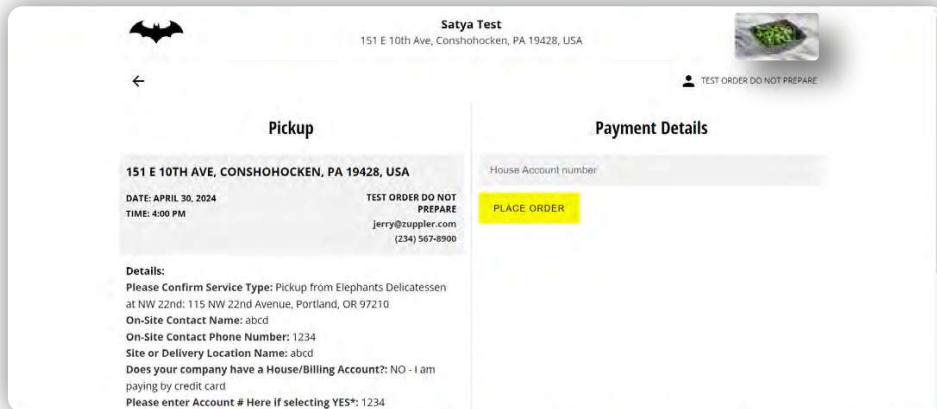 Satya Test
151 E 10th Ave, Conshohocken, PA 19428, USA
TEST ORDER DO NOT PREPARE
Pickup
151 E 10TH AVE, CONSHOHOCKEN, PA 19428, USA
DATE: APRIL 30, 2024
TIME: 4:00 PM
TEST ORDER DO NOT
PREPARE
jerry@zuppler.com
(234) 567-8900
Details:
Please Confirm Service Type: Pickup from Elephants Delicatessen
at NW 22nd: 115 NW 22nd Avenue, Portland, OR 97210
On-Site Contact Name: abcd
On-Site Contact Phone Number: 1234
Site or Delivery Location Name: abcd
Does your company have a House/Billing Account?: NO - I am
paying by credit card
Please enter Account # Here if selecting YES*: 1234
Payment Details
House Account number
PLACE ORDER